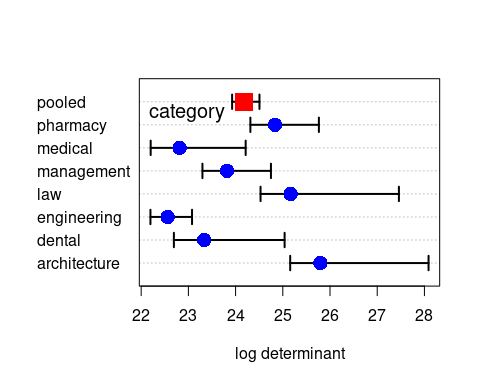 pooled
category
pharmacy
medical
management
law
engineering
dental
architecture
22 23 24 25 26 27 28
log determinant